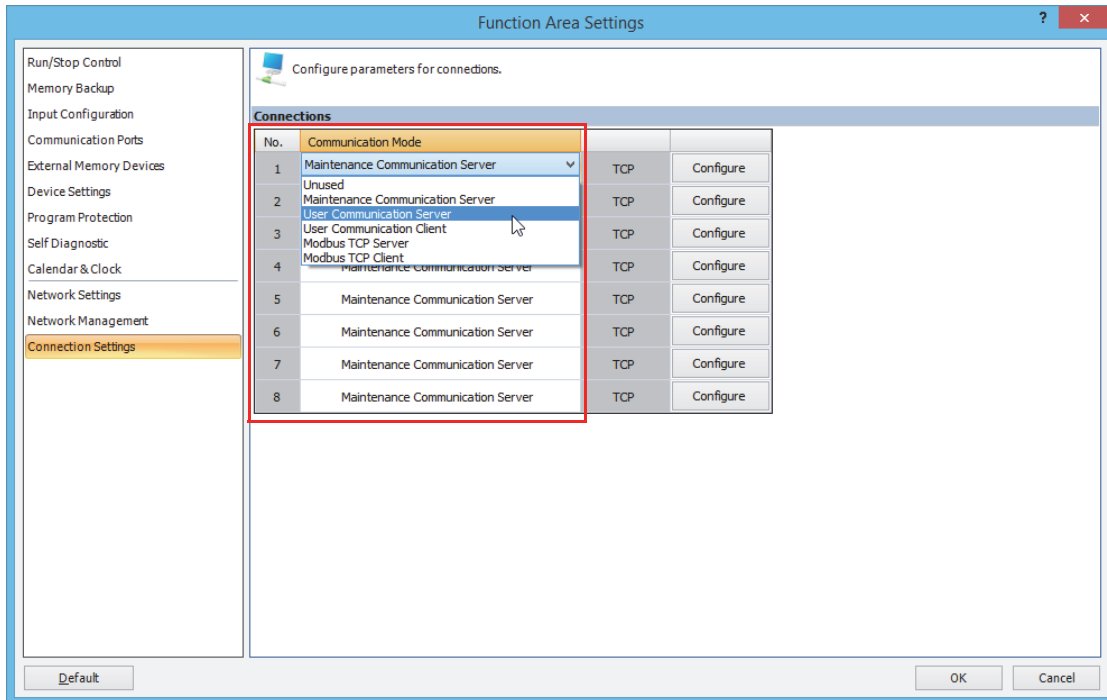 Function Area Settings
?
×
Run/Stop Control
Memory Backup
Input Configuration
Communication Ports
External Memory Devices
Device Settings
Program Protection
Self Diagnostic
Calendar & Clock
Network Settings
Network Management
Connection Settings
Configure parameters for connections.
Connections
No. Communication Mode
1 Maintenance Communication Server TCP Configure
Unused
Maintenance Communication Server
User Communication Server
User Communication Client
Modbus TCP Server
Modbus TCP Client
2 TCP Configure
3 TCP Configure
4 Maintenance Communication Server TCP Configure
5 Maintenance Communication Server TCP Configure
6 Maintenance Communication Server TCP Configure
7 Maintenance Communication Server TCP Configure
8 Maintenance Communication Server TCP Configure
Default
OK
Cancel